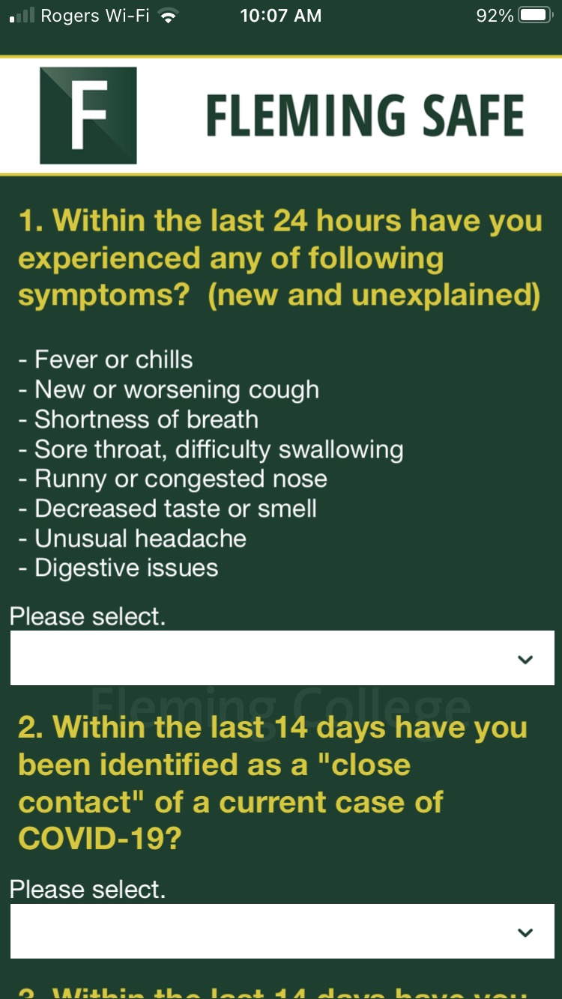 Rogers Wi-Fi 10:07 AM 92%
F FLEMING SAFE
1. Within the last 24 hours have you
experienced any of following
symptoms?  (new and unexplained)
- Fever or chills
- New or worsening cough
- Shortness of breath
- Sore throat, difficulty swallowing
- Runny or congested nose
- Decreased taste or smell
- Unusual headache
- Digestive issues
Please select.
Fleming College
2. Within the last 14 days have you
been identified as a "close
contact" of a current case of
COVID-19?
Please select.
3. Within the last 14 days have you